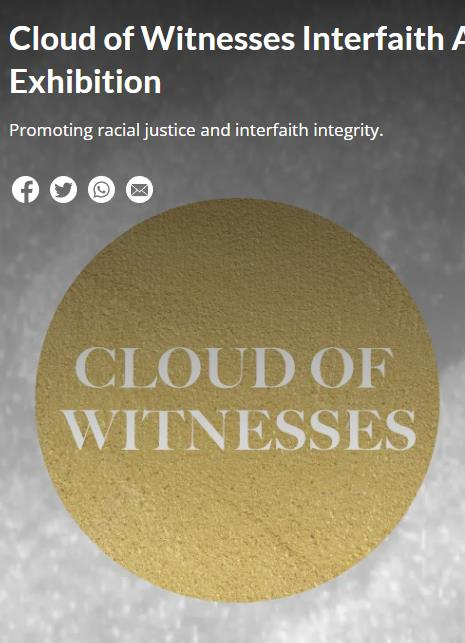 Cloud of Witnesses Interfaith A
Exhibition
Promoting racial justice and interfaith integrity.
CLOUD OF
WITNESSES